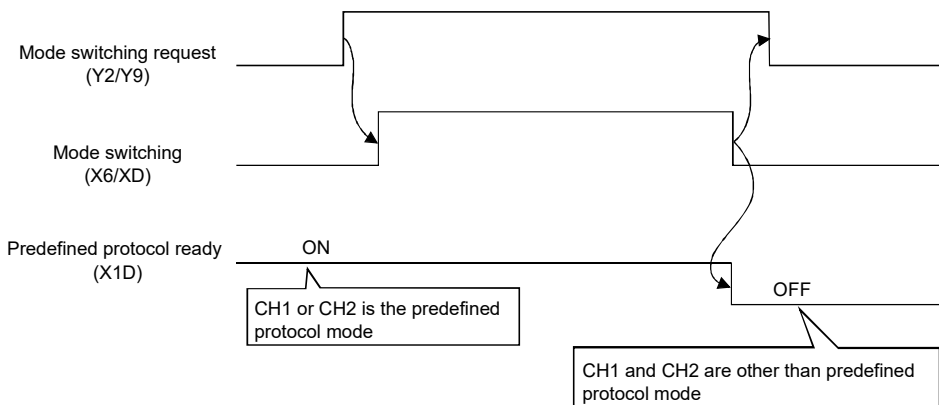 Mode switching request
(Y2/Y9)
Mode switching
(X6/XD)
Predefined protocol ready
(X1D)
ON
CH1 or CH2 is the predefined
protocol mode
OFF
CH1 and CH2 are other than predefined
protocol mode